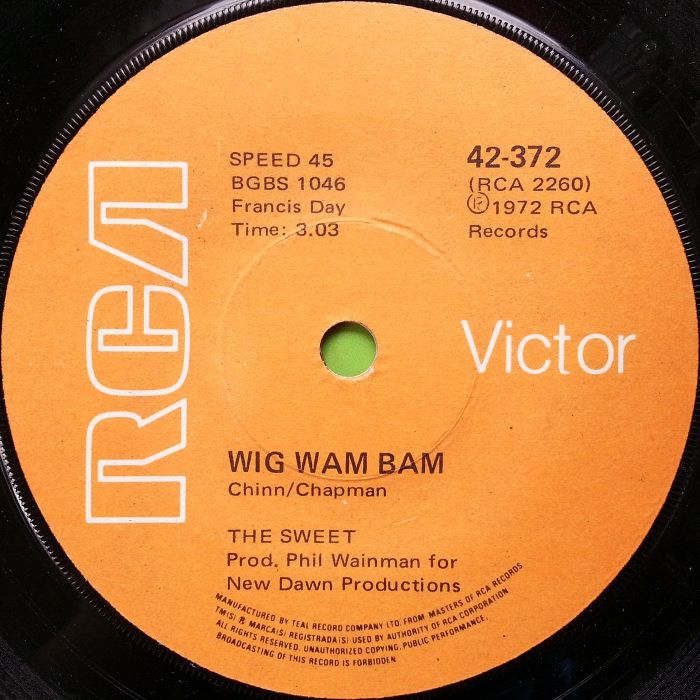 RCA
SPEED 45
BGBS 1046
Francis Day
Time: 3.03
42-372
(RCA 2260)
Ⓟ1972 RCA
Records
Victor
WIG WAM BAM
Chinn/Chapman
THE SWEET
Prod. Phil Wainman for
New Dawn Productions
MANUFACTURED BY TEAL RECORD COMPANY LTD. FROM MASTERS OF RCA RECORDS
TM(S) ® MARCA(S) REGISTRADA(S) USED BY AUTHORITY OF RCA CORPORATION
ALL RIGHTS RESERVED. UNAUTHORIZED COPYING, PUBLIC PERFORMANCE,
BROADCASTING OF THIS RECORD IS FORBIDDEN